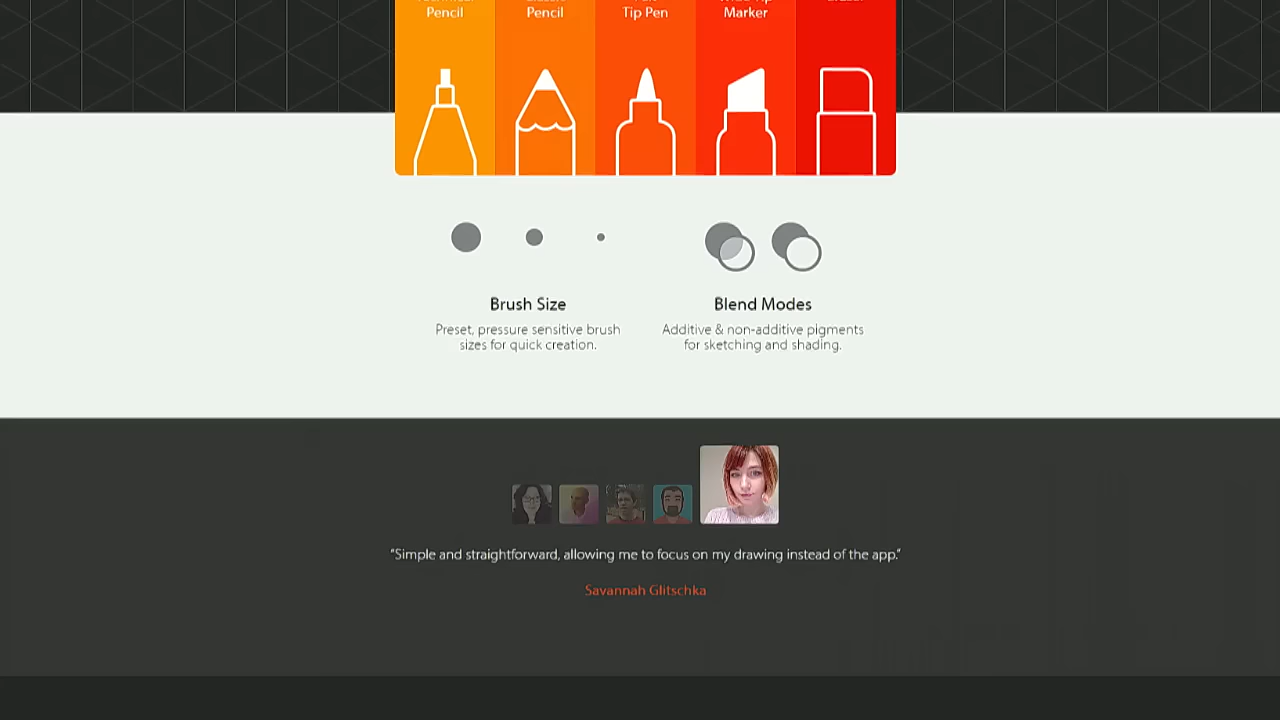 Pencil
Pencil
Tip Pen
Marker
Brush Size
Preset, pressure sensitive brush
sizes for quick creation.
Blend Modes
Additive & non-additive pigments
for sketching and shading.
“Simple and straightforward, allowing me to focus on my drawing instead of the app.”
Savannah Glitschka